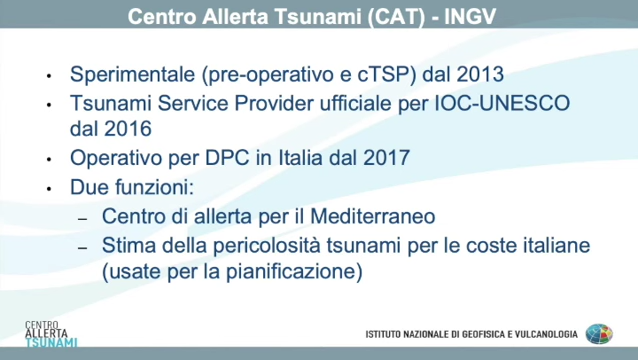 Centro Allerta Tsunami (CAT) - INGV
• Sperimentale (pre-operativo e cTSP) dal 2013
• Tsunami Service Provider ufficiale per IOC-UNESCO
dal 2016
• Operativo per DPC in Italia dal 2017
• Due funzioni:
– Centro di allerta per il Mediterraneo
– Stima della pericolosità tsunami per le coste italiane
(usate per la pianificazione)
CENTRO
ALLERTA
TSUNAMI
ISTITUTO NAZIONALE DI GEOFISICA E VULCANOLOGIA